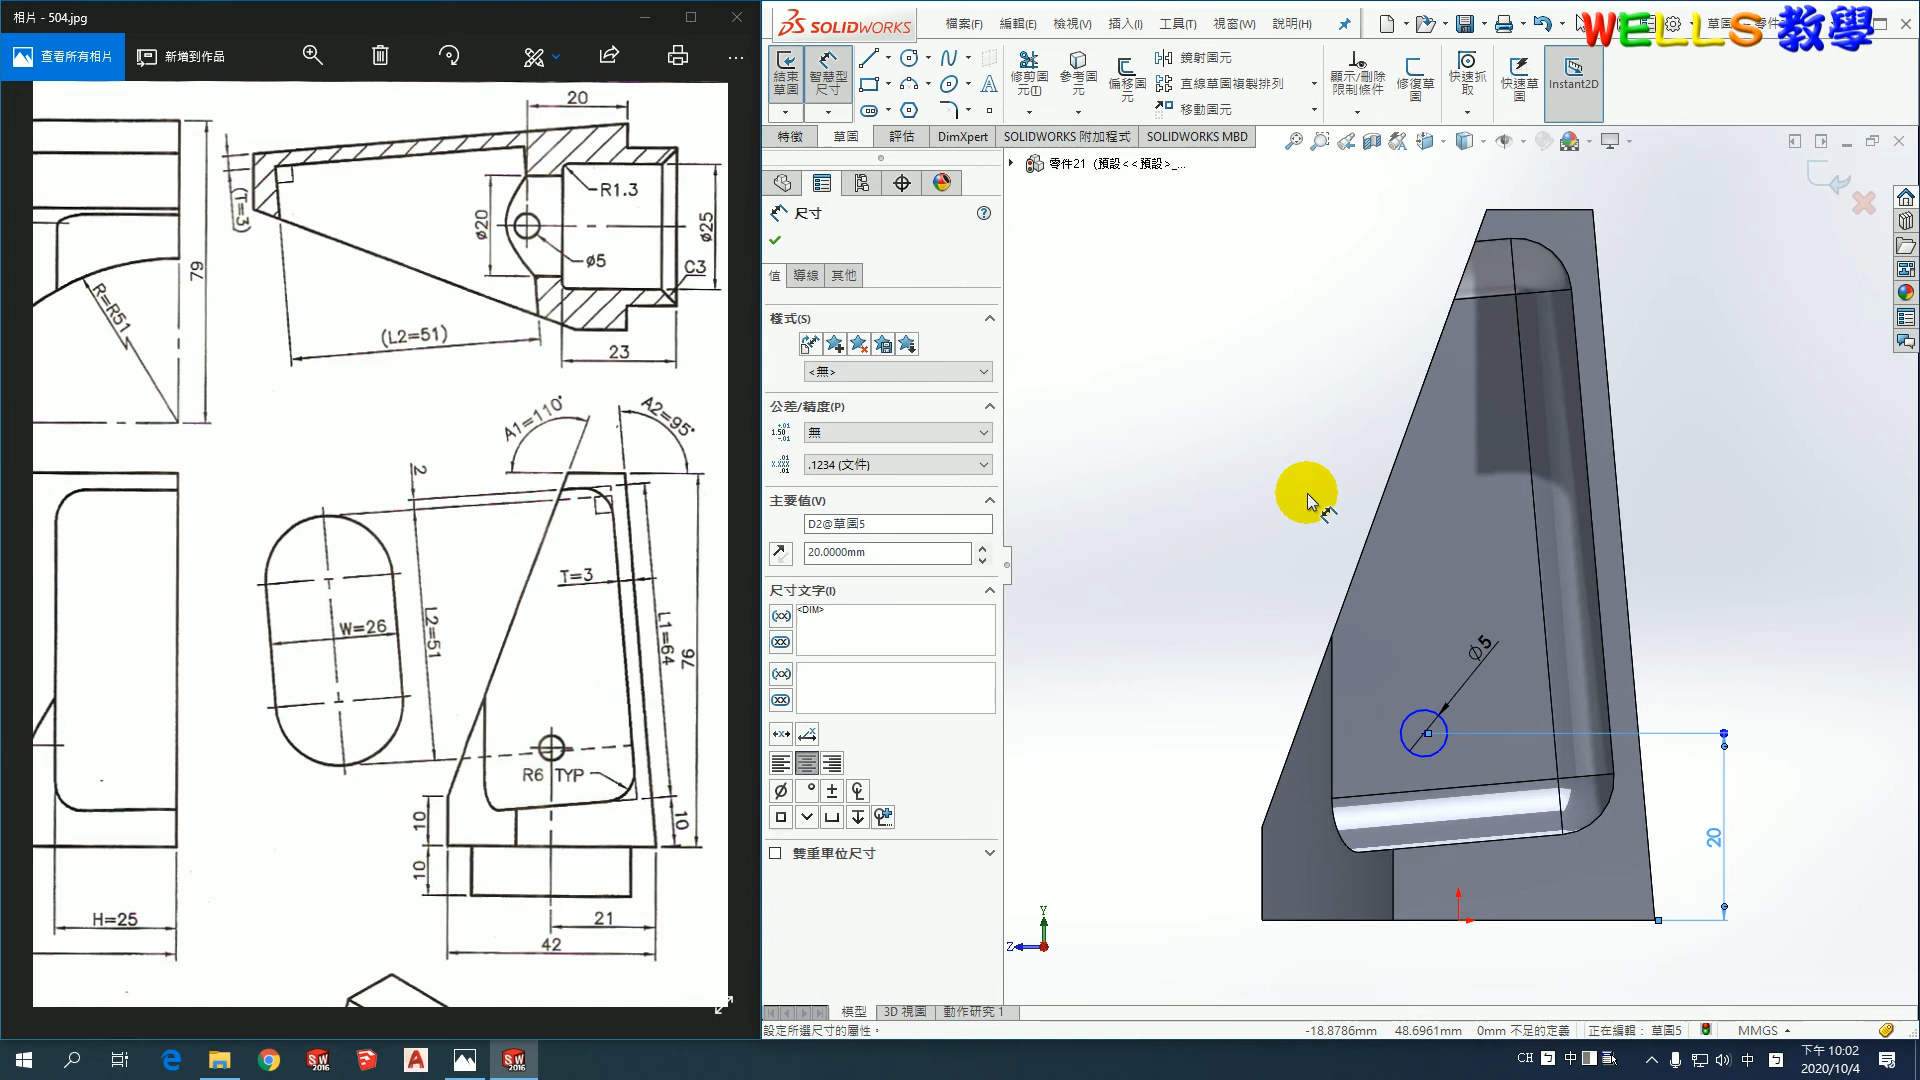 相片 - 504.jpg
查看所有相片
新增到作品
20
(T=3)
R1.3
ø20
ø25
ø5
C3
79
R=R51
(L2=51)
23
A1=110°
A2=95°
2
T=3
W=26
L2=51
L1=64
76
R6 TYP
10
10
10
H=25
21
42
SOLIDWORKS
檔案(F)
編輯(E)
檢視(V)
插入(I)
工具(T)
視窗(W)
說明(H)
WELLS 教學
結束草圖
智慧型尺寸
修剪圖元(T)
參考圖元
偏移圖元
鏡射圖元
直線草圖複製排列
移動圖元
顯示/刪除限制條件
修復草圖
快速抓取
快速草圖
Instant2D
特徵
草圖
評估
DimXpert
SOLIDWORKS 附加程式
SOLIDWORKS MBD
零件21 (預設<<預設>_...
尺寸
值
導線
其他
樣式(S)
<無>
公差/精度(P)
無
.1234 (文件)
主要值(V)
D2@草圖5
20.0000mm
尺寸文字(I)
<DIM>
雙重單位尺寸
∅5
20
Y
Z
模型
3D 視圖
動作研究 1
設定所選尺寸的屬性。
-18.8786mm
48.6961mm
0mm 不足的定義
正在編輯： 草圖5
MMGS
CH
中
中
下午 10:02
2020/10/4